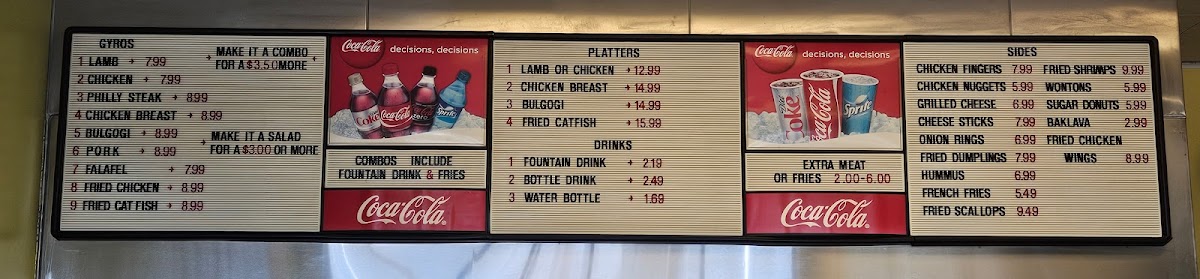 GYROS
1 LAMB + 7.99
2 CHICKEN + 7.99
3 PHILLY STEAK + 8.99
4 CHICKEN BREAST + 8.99
5 BULGOGI + 8.99
6 PORK + 8.99
7 FALAFEL + 7.99
8 FRIED CHICKEN + 8.99
9 FRIED CAT FISH + 8.99
+ MAKE IT A COMBO +
FOR A $3.50 MORE
+ MAKE IT A SALAD +
FOR A $3.00 OR MORE
Coca-Cola decisions, decisions
Coke
Coca-Cola
zero
Sprite
COMBOS INCLUDE
FOUNTAIN DRINK & FRIES
Coca-Cola
PLATTERS
1 LAMB OR CHICKEN + 12.99
2 CHICKEN BREAST + 14.99
3 BULGOGI + 14.99
4 FRIED CATFISH + 15.99
DRINKS
1 FOUNTAIN DRINK + 2.19
2 BOTTLE DRINK + 2.49
3 WATER BOTTLE + 1.69
Coca-Cola decisions, decisions
Coke
Coca-Cola
Sprite
EXTRA MEAT
OR FRIES 2.00-6.00
Coca-Cola
SIDES
CHICKEN FINGERS 7.99 FRIED SHRIMPS 9.99
CHICKEN NUGGETS 5.99 WONTONS 5.99
GRILLED CHEESE 6.99 SUGAR DONUTS 5.99
CHEESE STICKS 7.99 BAKLAVA 2.99
ONION RINGS 6.99 FRIED CHICKEN
FRIED DUMPLINGS 7.99 WINGS 8.99
HUMMUS 6.99
FRENCH FRIES 5.49
FRIED SCALLOPS 9.49